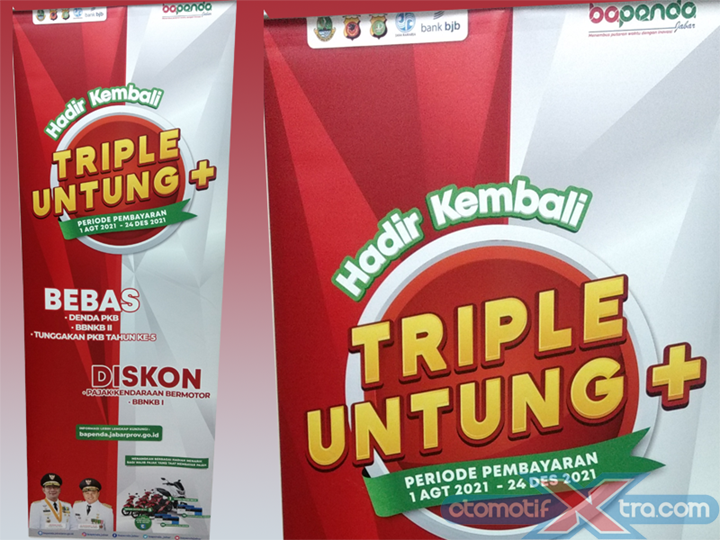 bapenda
Jabar
Hadir Kembali
TRIPLE
UNTUNG +
PERIODE PEMBAYARAN
1 AGT 2021 - 24 DES 2021
BEBAS
• DENDA PKB
• BBNKB II
• TUNGGAKAN PKB TAHUN KE-5
DISKON
• PAJAK KENDARAAN BERMOTOR
• BBNKB I
bapenda.jabarprov.go.id
bank bjb
bapenda
Jabar
Hadir Kembali
TRIPLE
UNTUNG +
PERIODE PEMBAYARAN
1 AGT 2021 - 24 DES 2021
otomotifXtra.com